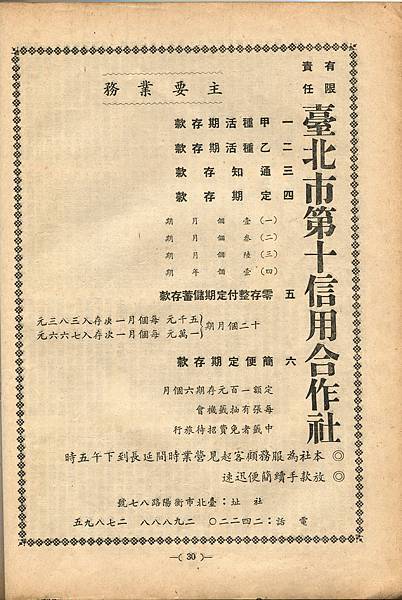 有限責任
臺北市第十信用合作社
主要業務
一 甲種活期存款
二 乙種活期存款
三 通知存款
四 定期存款
(一) 壹個月期
(二) 叁個月期
(三) 陸個月期
(四) 壹個年期
五 零存整付定期儲蓄存款
十二個月期
五千元 每個月一次存入三八三元
一萬元 每個月一次存入七六六元
六 簡便定期存款
定額一百元存期六個月
每張有抽籤機會
中籤者免費招待旅行
◎ 本社為服務顧客起見營業時間延長到下午五時
◎ 放款手續簡便迅速
社址：臺北市衡陽路八七號
電話：二四二二〇 二九八八八 二七八九五
—( 30 )—